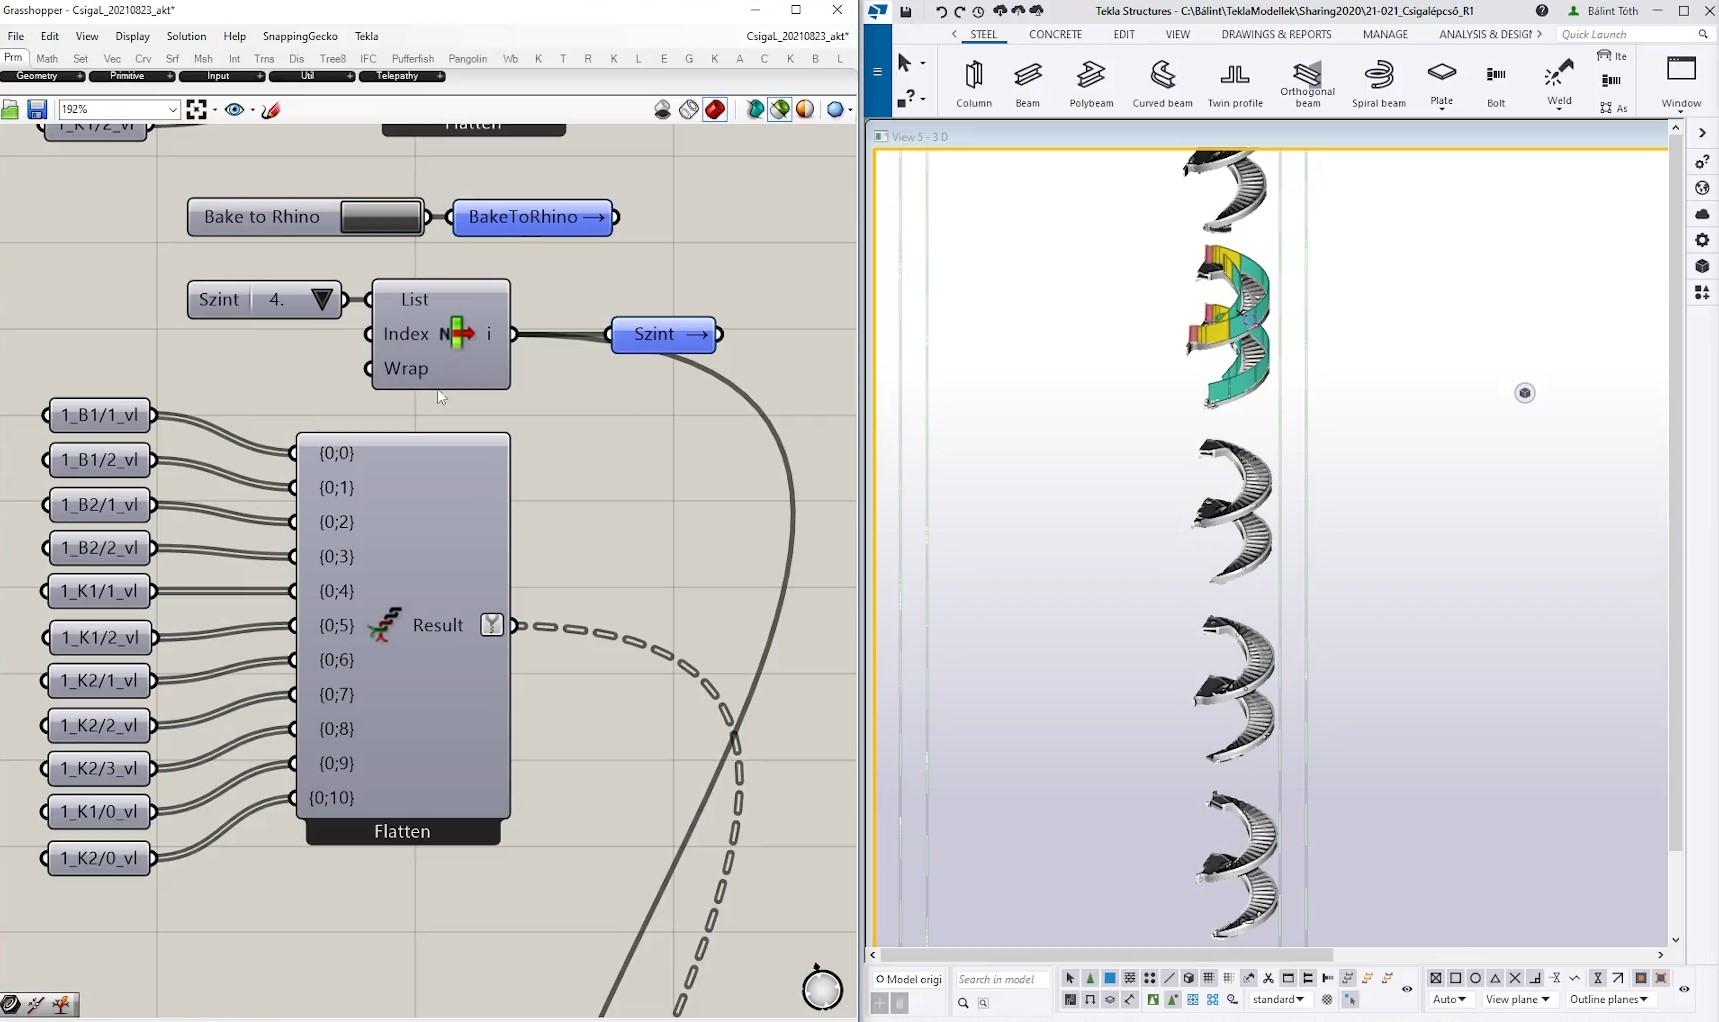 Grasshopper - CsigaL_20210823_akt*
File Edit View Display Solution Help SnappingGecko Tekla
CsigaL_20210823_akt*
Prm Math Set Vec Crv Srf Msh Int Trns Dis Tree8 IFC Pufferfish Pangolin Wb K T R K L E G K A C K B L
Geometry + Primitive + Input + Util + Telepathy +
192%
1_K1/2_vl
Flatten
Bake to Rhino
BakeToRhino →
Szint 4.
List
Index
Wrap
N
i
Szint →
1_B1/1_vl
1_B1/2_vl
1_B2/1_vl
1_B2/2_vl
1_K1/1_vl
1_K1/2_vl
1_K2/1_vl
1_K2/2_vl
1_K2/3_vl
1_K1/0_vl
1_K2/0_vl
{0;0}
{0;1}
{0;2}
{0;3}
{0;4}
{0;5}
{0;6}
{0;7}
{0;8}
{0;9}
{0;10}
Result
Flatten
Tekla Structures - C:\Bálint\TeklaModellek\Sharing2020\21-021_Csigalépcső_R1
Bálint Tóth
STEEL CONCRETE EDIT VIEW DRAWINGS & REPORTS MANAGE ANALYSIS & DESIGN
Quick Launch
Column
Beam
Polybeam
Curved beam
Twin profile
Orthogonal beam
Spiral beam
Plate
Bolt
Weld
Ite
As
Window
View 5 - 3 D
Model origi
Search in model
standard
Auto
View plane
Outline planes